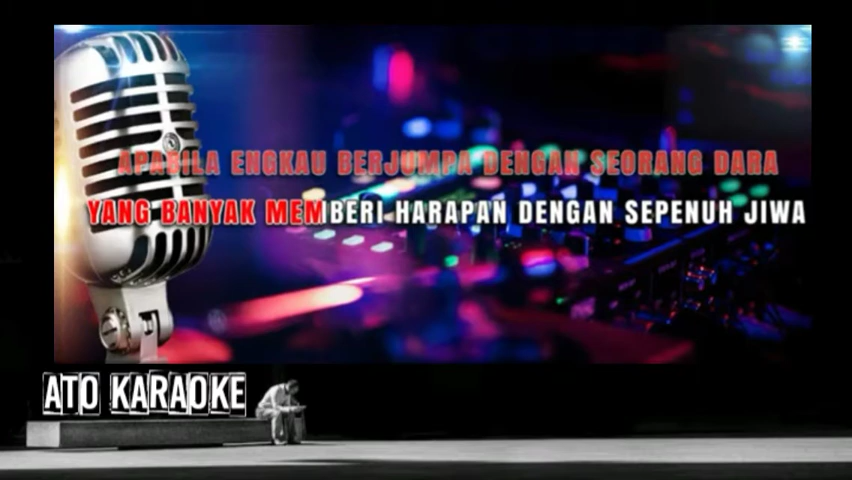 APABILA ENGKAU BERJUMPA DENGAN SEORANG DARA
YANG BANYAK MEMBERI HARAPAN DENGAN SEPENUH JIWA
ATO KARAOKE